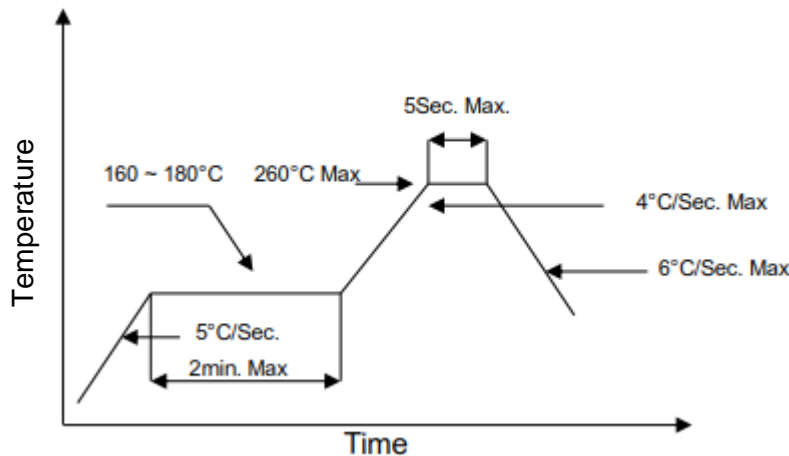 5Sec. Max.
160 ~ 180°C
260°C Max
4°C/Sec. Max
6°C/Sec. Max
5°C/Sec.
2min. Max
Temperature
Time